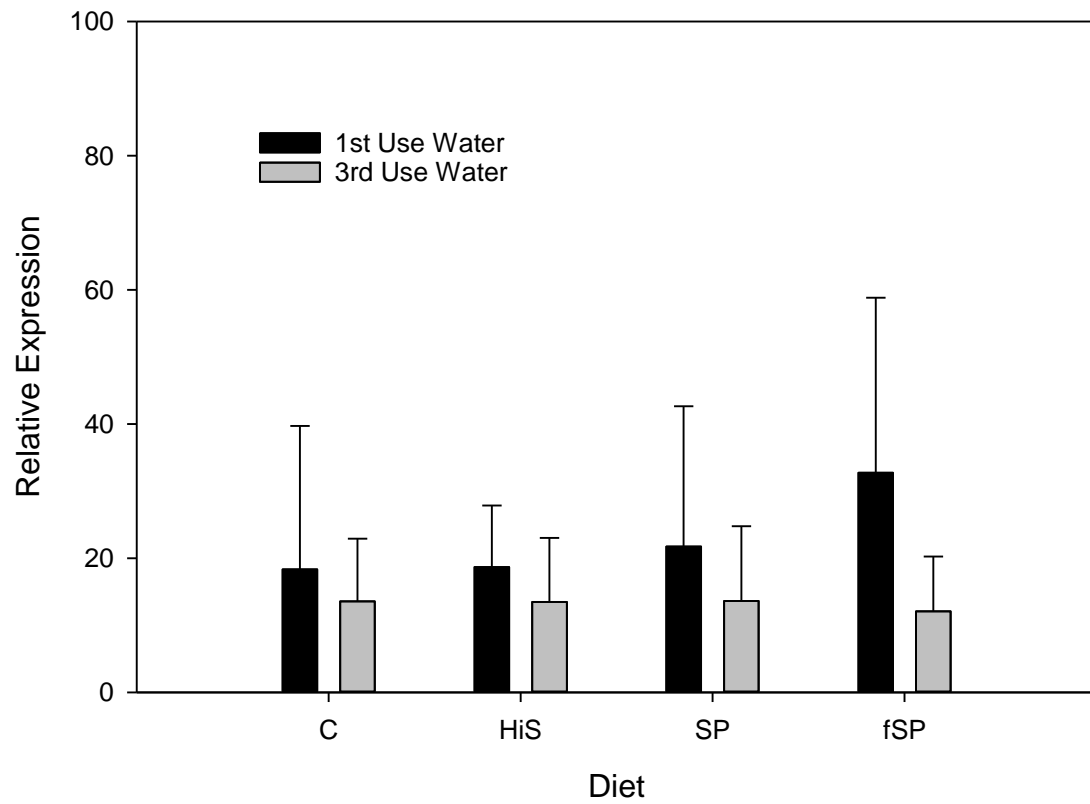 100
80
60
40
20
0
Relative Expression
1st Use Water
3rd Use Water
C HiS SP fSP
Diet